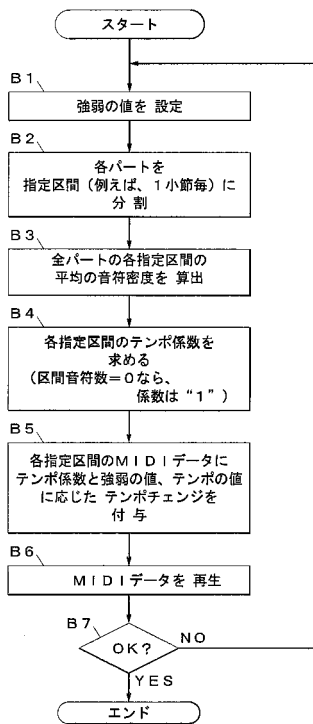 スタート
B1
強弱の値を 設定
B2
各パートを
指定区間(例えば、1小節毎)に
分 割
B3
全パートの各指定区間の
平均の音符密度を 算出
B4
各指定区間のテンポ係数を
求める
(区間音符数=0なら、
係数は“1”)
B5
各指定区間のMIDIデータに
テンポ係数と強弱の値、テンポの値
に応じた テンポチェンジを
付 与
B6
MIDIデータを 再生
B7
OK?
NO
YES
エンド